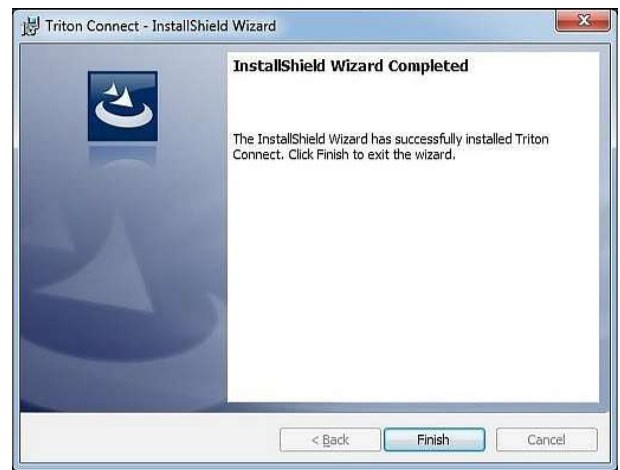 Triton Connect - InstallShield Wizard
InstallShield Wizard Completed
The InstallShield Wizard has successfully installed Triton
Connect. Click Finish to exit the wizard.
< Back
Finish
Cancel